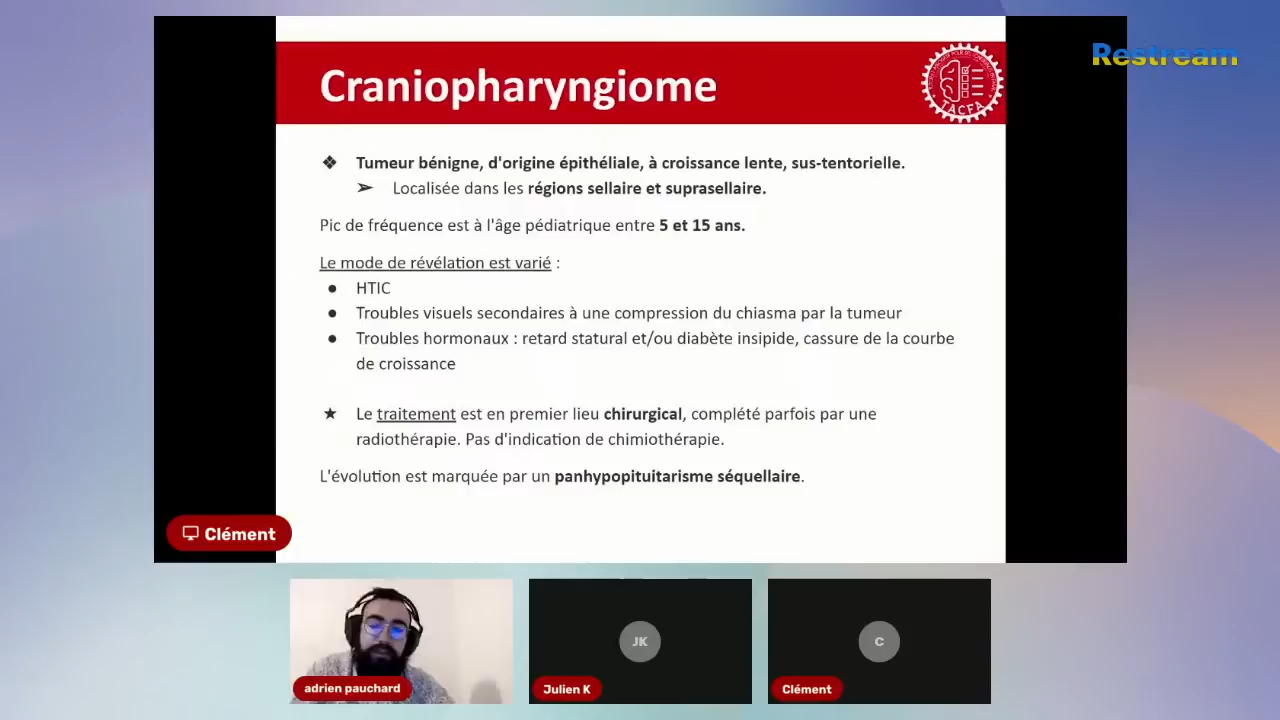 Restream
Craniopharyngiome
TACFA
❖ Tumeur bénigne, d'origine épithéliale, à croissance lente, sus-tentorielle.
➢ Localisée dans les régions sellaire et suprasellaire.
Pic de fréquence est à l'âge pédiatrique entre 5 et 15 ans.
Le mode de révélation est varié :
● HTIC
● Troubles visuels secondaires à une compression du chiasma par la tumeur
● Troubles hormonaux : retard statural et/ou diabète insipide, cassure de la courbe
de croissance
★ Le traitement est en premier lieu chirurgical, complété parfois par une
radiothérapie. Pas d'indication de chimiothérapie.
L'évolution est marquée par un panhypopituitarisme séquellaire.
Clément
adrien pauchard
JK
Julien K
C
Clément